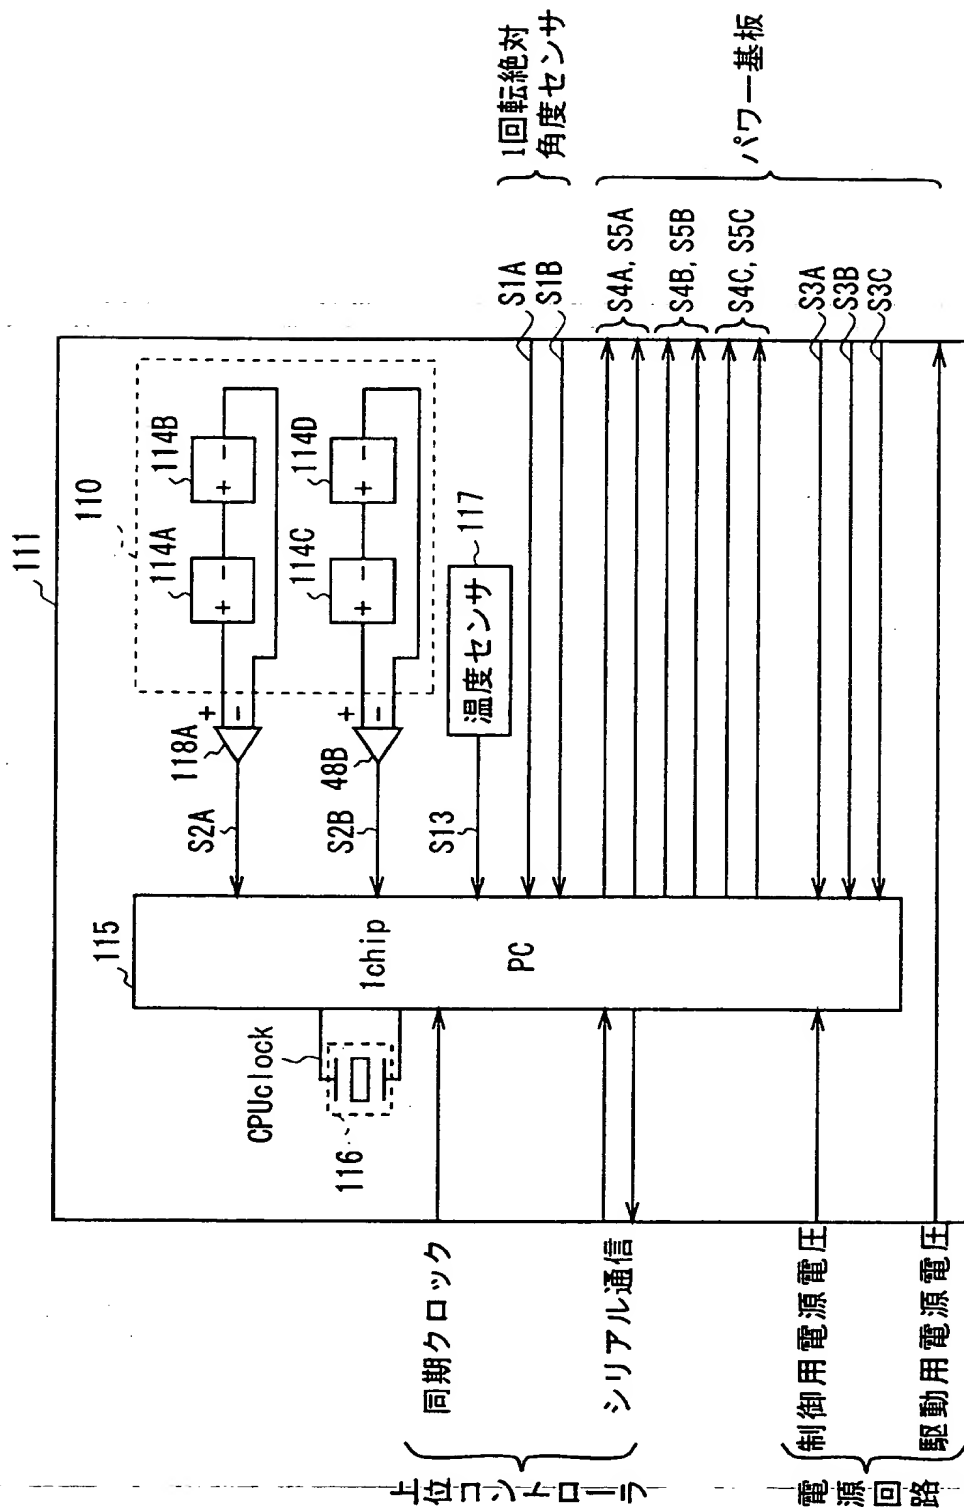 111
110
114A
114B
114C
114D
+ −
+ −
+ −
+ −
+
−
+
−
118A
48B
S2A
S2B
S13
117
温度センサ
115
1chip
PC
CPUclock
116
S1A
S1B
1回転絶対
角度センサ
S4A, S5A
S4B, S5B
S4C, S5C
S3A
S3B
S3C
パワー基板
同期クロック
シリアル通信
上位コントローラ
制御用電源電圧
駆動用電源電圧
電源
回路